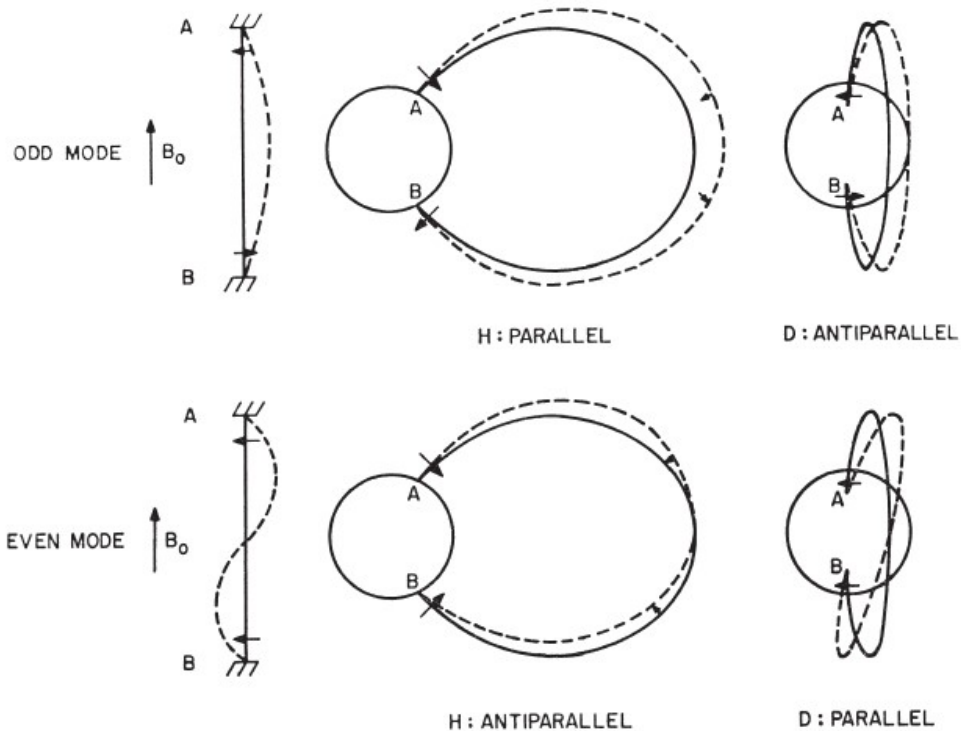 A
ODD MODE
B₀
B
A
B
H : PARALLEL
A
B
D : ANTIPARALLEL
A
EVEN MODE
B₀
B
A
B
H : ANTIPARALLEL
A
B
D : PARALLEL